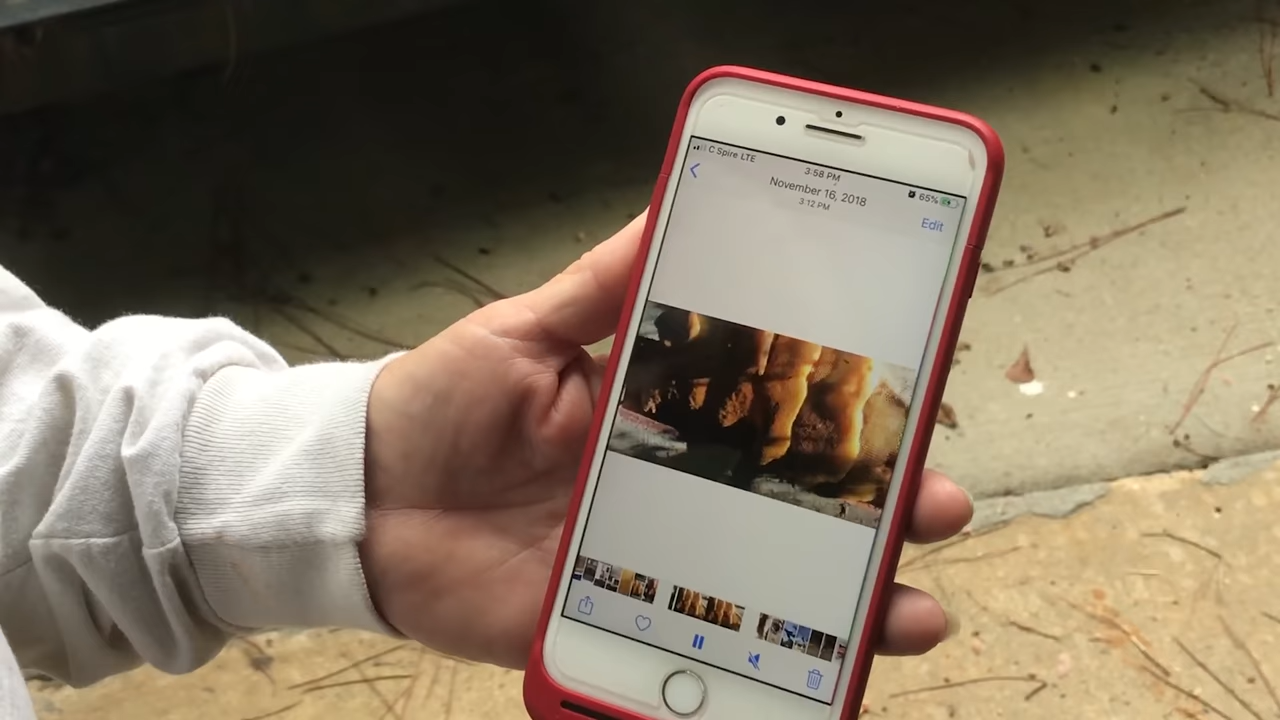 C Spire LTE
3:58 PM
65%
November 16, 2018
3:12 PM
Edit